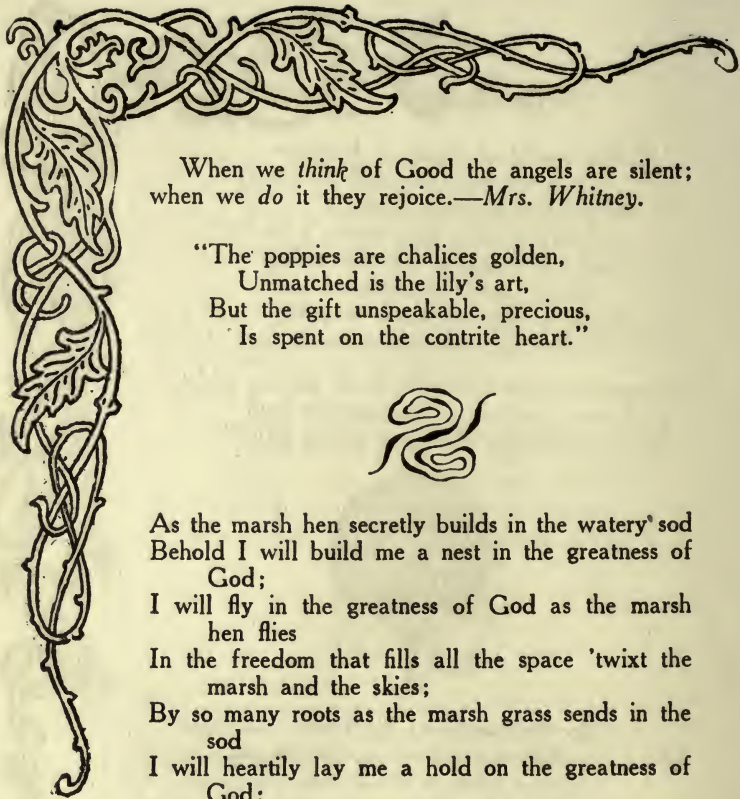 When we think of Good the angels are silent;
when we do it they rejoice.—Mrs. Whitney.
"The poppies are chalices golden,
Unmatched is the lily's art,
But the gift unspeakable, precious,
Is spent on the contrite heart."
As the marsh hen secretly builds in the watery sod
Behold I will build me a nest in the greatness of
God;
I will fly in the greatness of God as the marsh
hen flies
In the freedom that fills all the space 'twixt the
marsh and the skies;
By so many roots as the marsh grass sends in the
sod
I will heartily lay me a hold on the greatness of
God;